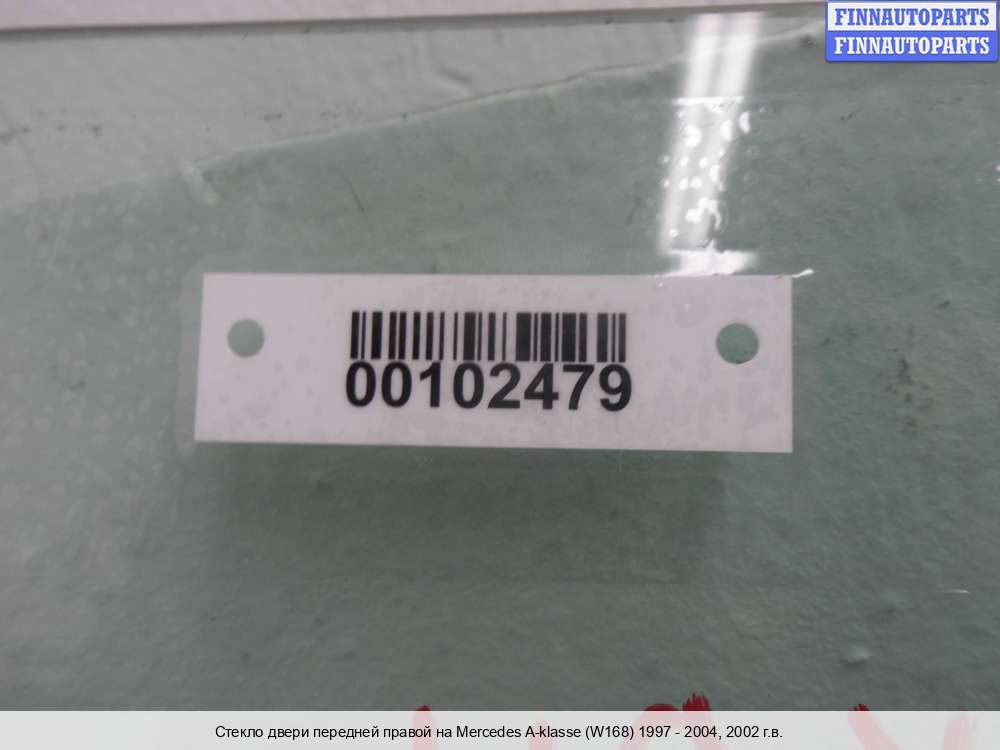 FINNAUTOPARTS
FINNAUTOPARTS
00102479
Стекло двери передней правой на Mercedes A-klasse (W168) 1997 - 2004, 2002 г.в.